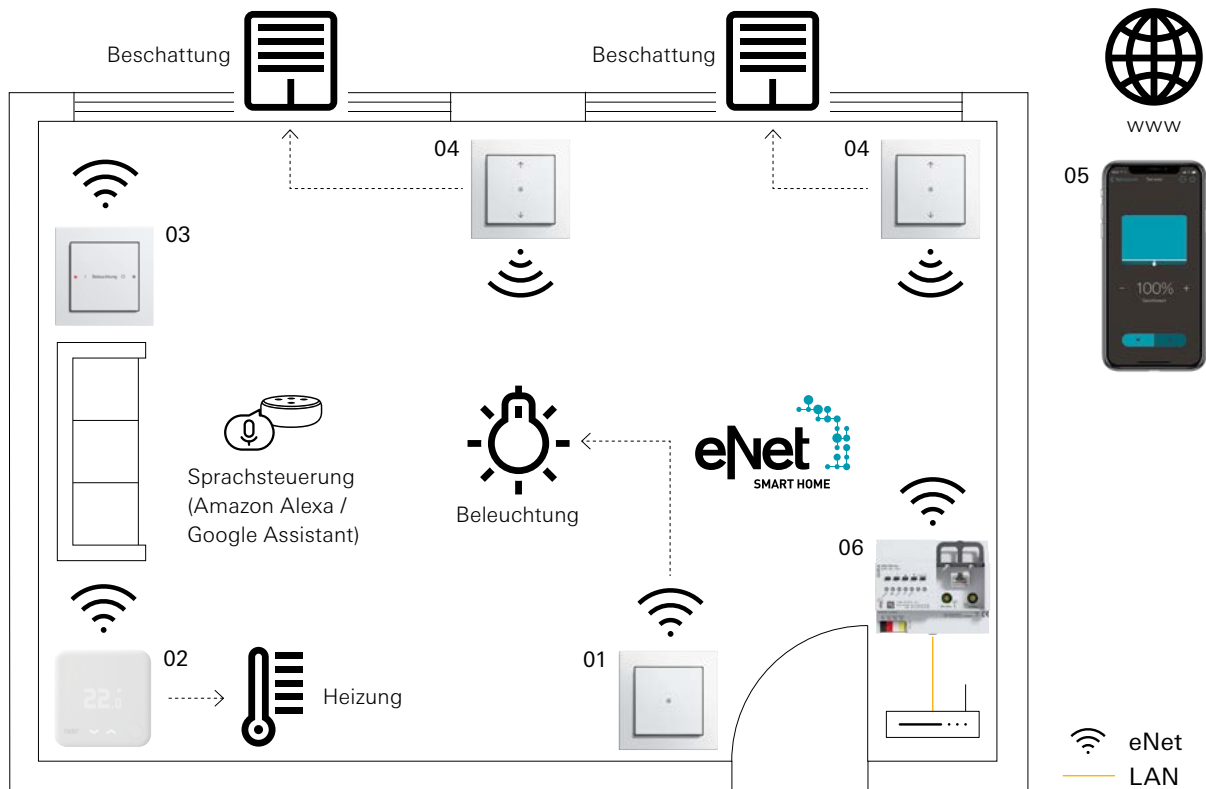 Beschattung
Beschattung
www
04
04
05
03
Beleuchtung
100%
eNet
SMART HOME
Sprachsteuerung
(Amazon Alexa /
Google Assistant)
Beleuchtung
06
02
22.
Heizung
01
eNet
LAN